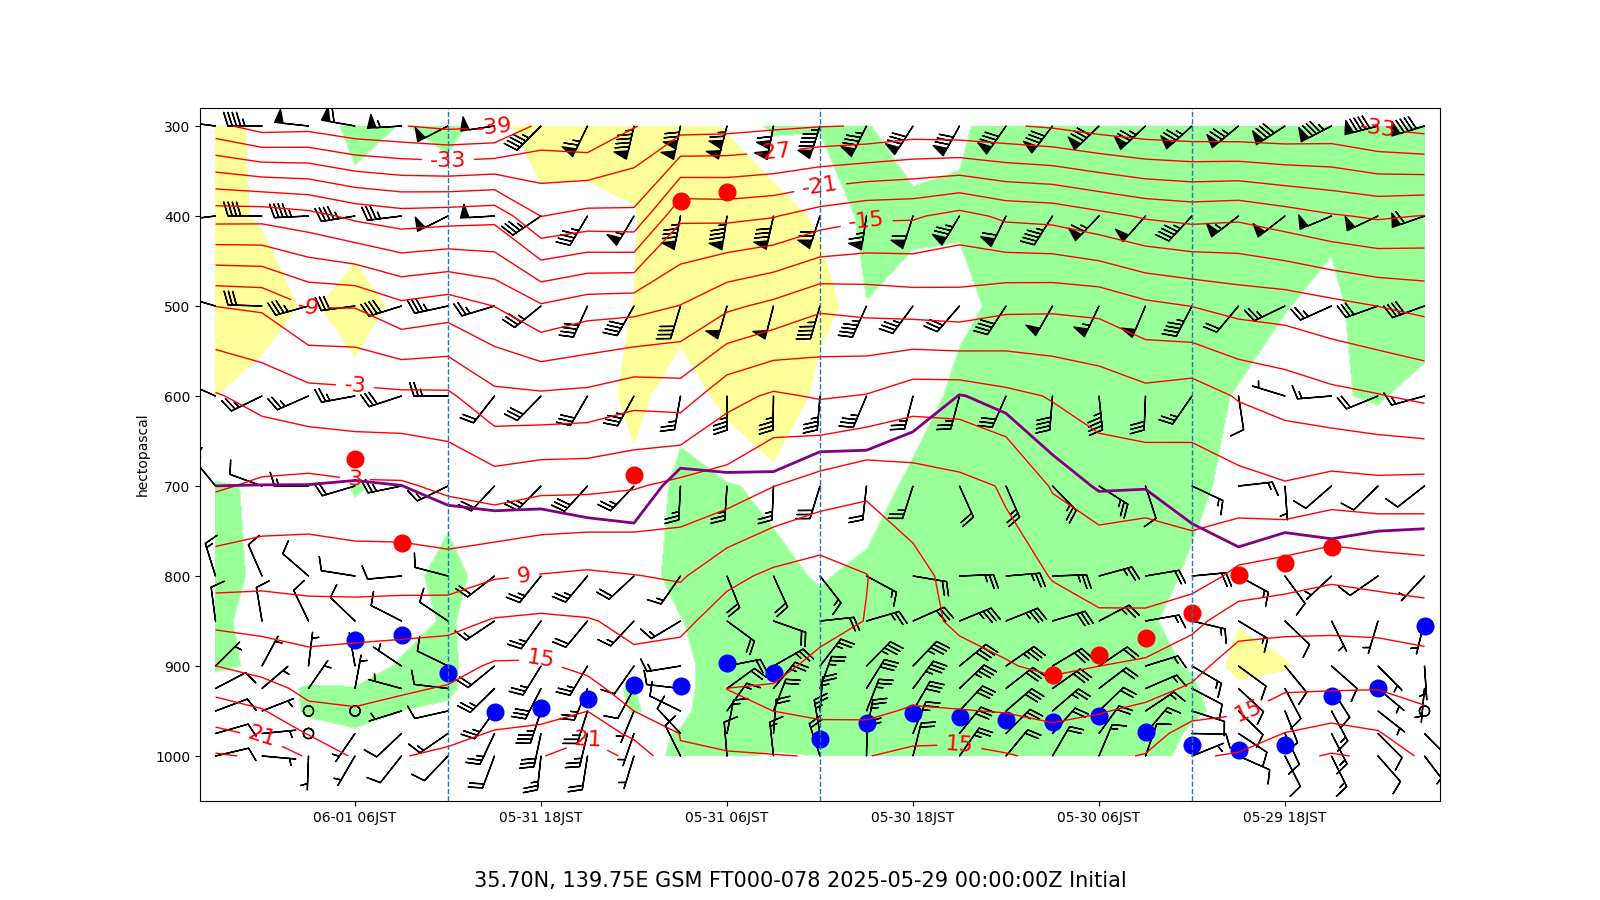 300
400
500
600
700
800
900
1000
hectopascal
-39
-33
-33
-27
-21
-15
-9
-3
3
9
15
15
15
21
21
06-01 06JST
05-31 18JST
05-31 06JST
05-30 18JST
05-30 06JST
05-29 18JST
35.70N, 139.75E GSM FT000-078 2025-05-29 00:00:00Z Initial